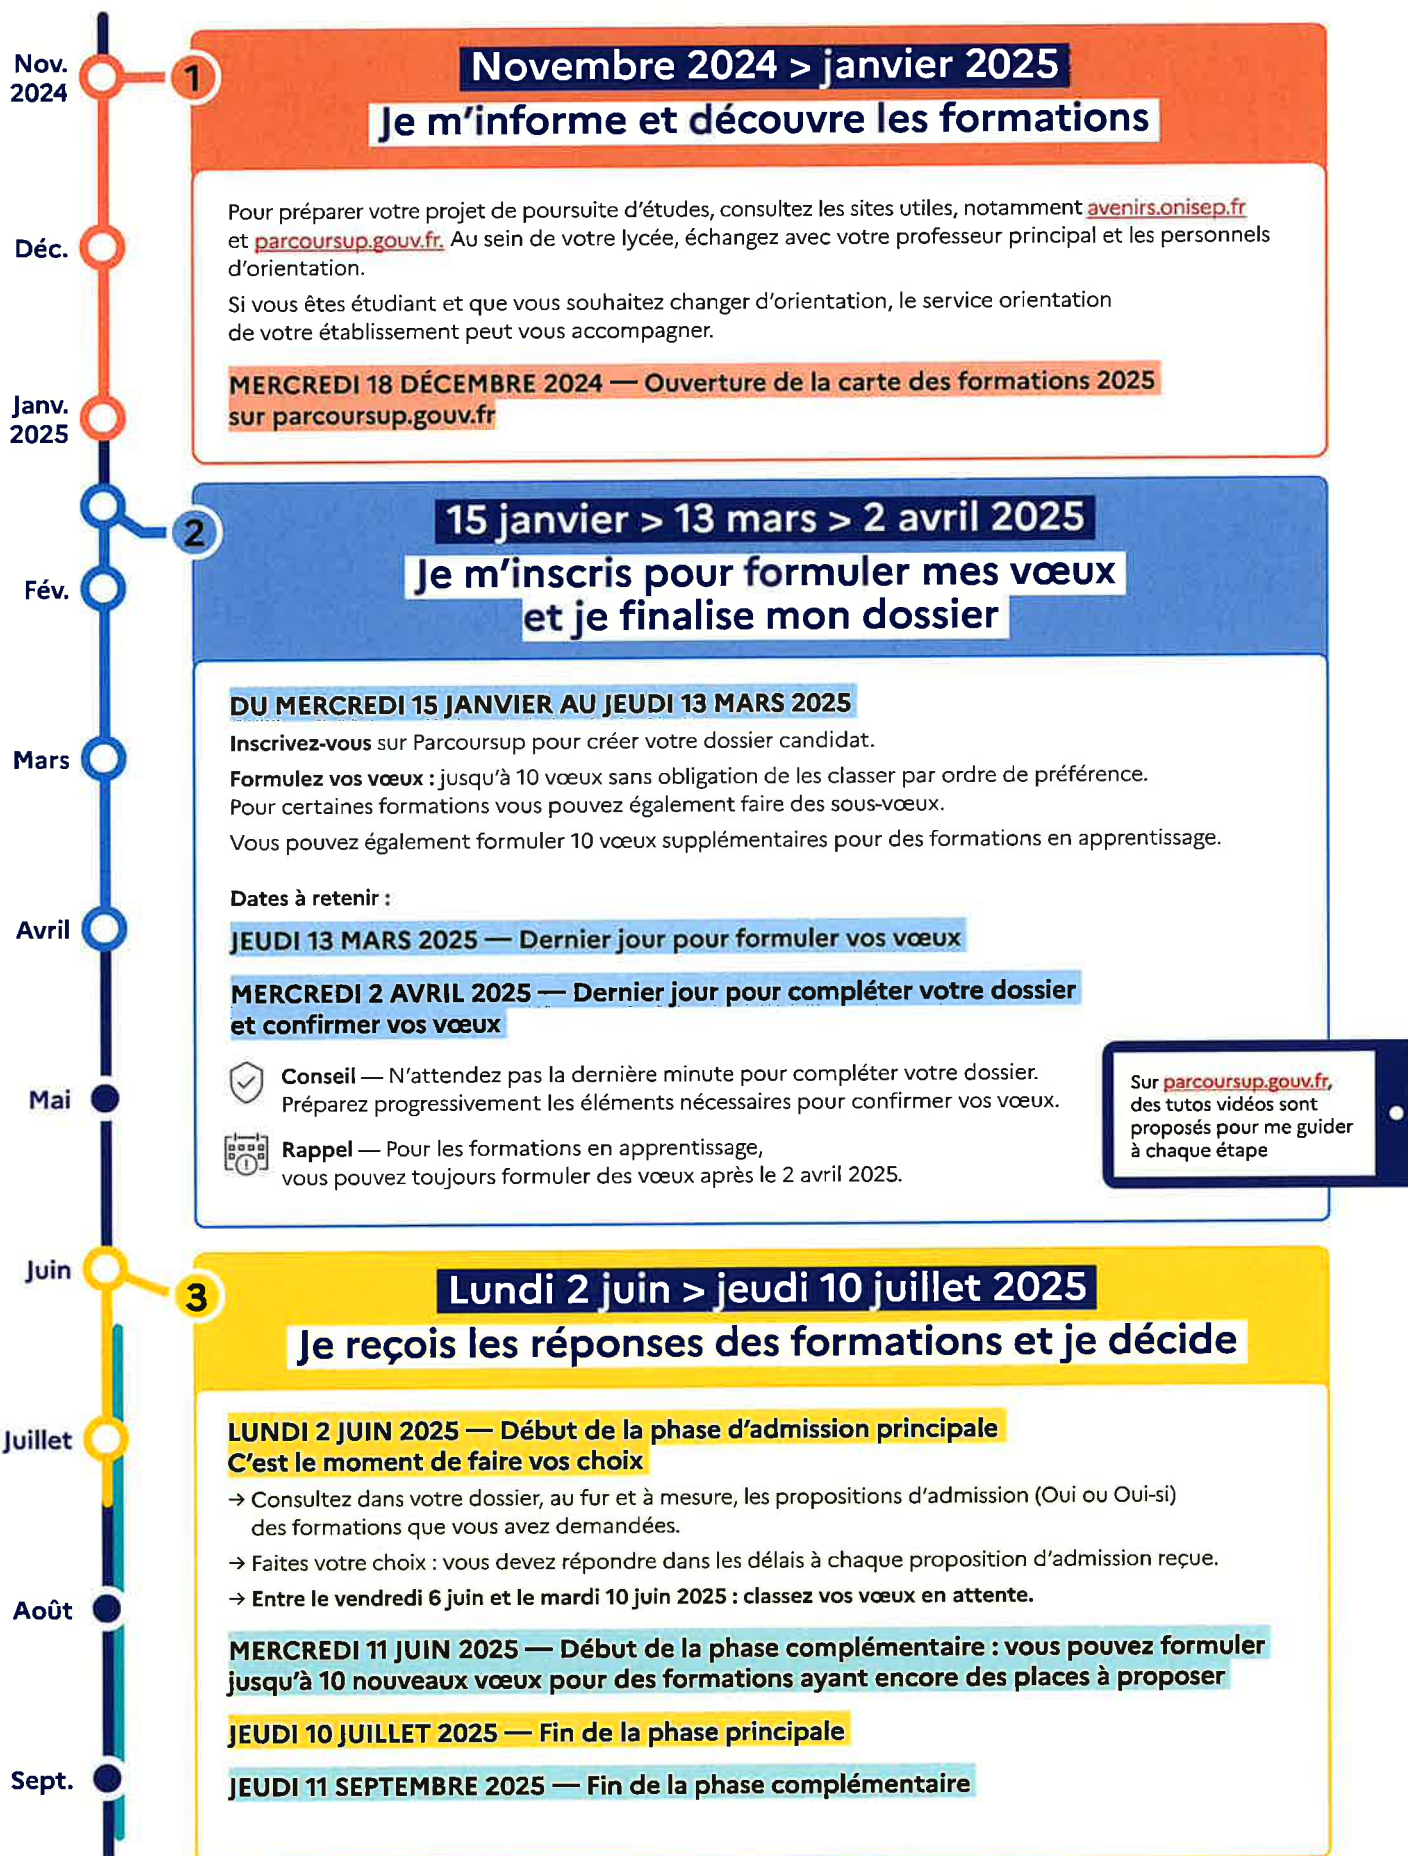 Nov.
2024
Déc.
Janv.
2025
Fév.
Mars
Avril
Mai
Juin
Juillet
Août
Sept.
1
Novembre 2024 > janvier 2025
Je m'informe et découvre les formations
Pour préparer votre projet de poursuite d'études, consultez les sites utiles, notamment avenirs.onisep.fr
et parcoursup.gouv.fr. Au sein de votre lycée, échangez avec votre professeur principal et les personnels
d'orientation.
Si vous êtes étudiant et que vous souhaitez changer d'orientation, le service orientation
de votre établissement peut vous accompagner.
MERCREDI 18 DÉCEMBRE 2024 — Ouverture de la carte des formations 2025
sur parcoursup.gouv.fr
2
15 janvier > 13 mars > 2 avril 2025
Je m'inscris pour formuler mes vœux
et je finalise mon dossier
DU MERCREDI 15 JANVIER AU JEUDI 13 MARS 2025
Inscrivez-vous sur Parcoursup pour créer votre dossier candidat.
Formulez vos vœux : jusqu'à 10 vœux sans obligation de les classer par ordre de préférence.
Pour certaines formations vous pouvez également faire des sous-vœux.
Vous pouvez également formuler 10 vœux supplémentaires pour des formations en apprentissage.
Dates à retenir :
JEUDI 13 MARS 2025 — Dernier jour pour formuler vos vœux
MERCREDI 2 AVRIL 2025 — Dernier jour pour compléter votre dossier
et confirmer vos vœux
Conseil — N'attendez pas la dernière minute pour compléter votre dossier.
Préparez progressivement les éléments nécessaires pour confirmer vos vœux.
Rappel — Pour les formations en apprentissage,
vous pouvez toujours formuler des vœux après le 2 avril 2025.
Sur parcoursup.gouv.fr,
des tutos vidéos sont
proposés pour me guider
à chaque étape
3
Lundi 2 juin > jeudi 10 juillet 2025
Je reçois les réponses des formations et je décide
LUNDI 2 JUIN 2025 — Début de la phase d'admission principale
C'est le moment de faire vos choix
→ Consultez dans votre dossier, au fur et à mesure, les propositions d'admission (Oui ou Oui-si)
des formations que vous avez demandées.
→ Faites votre choix : vous devez répondre dans les délais à chaque proposition d'admission reçue.
→ Entre le vendredi 6 juin et le mardi 10 juin 2025 : classez vos vœux en attente.
MERCREDI 11 JUIN 2025 — Début de la phase complémentaire : vous pouvez formuler
jusqu'à 10 nouveaux vœux pour des formations ayant encore des places à proposer
JEUDI 10 JUILLET 2025 — Fin de la phase principale
JEUDI 11 SEPTEMBRE 2025 — Fin de la phase complémentaire